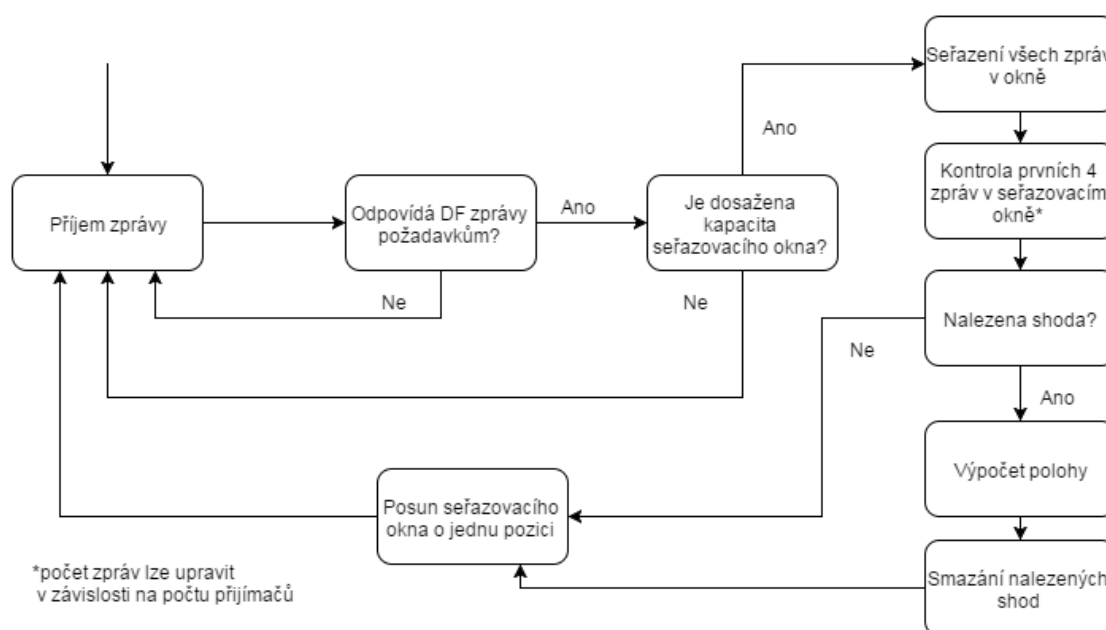 Seřazení všech zpráv
v okně
Ano
Kontrola prvních 4
zpráv v seřazovacím
okně*
Příjem zprávy
Odpovídá DF zprávy
požadavkům?
Ano
Je dosažena
kapacita
seřazovacího okna?
Ne
Ne
Nalezena shoda?
Ne
Ano
Výpočet polohy
Posun seřazovacího
okna o jednu pozici
*počet zpráv lze upravit
v závislosti na počtu přijímačů
Smazání nalezených
shod